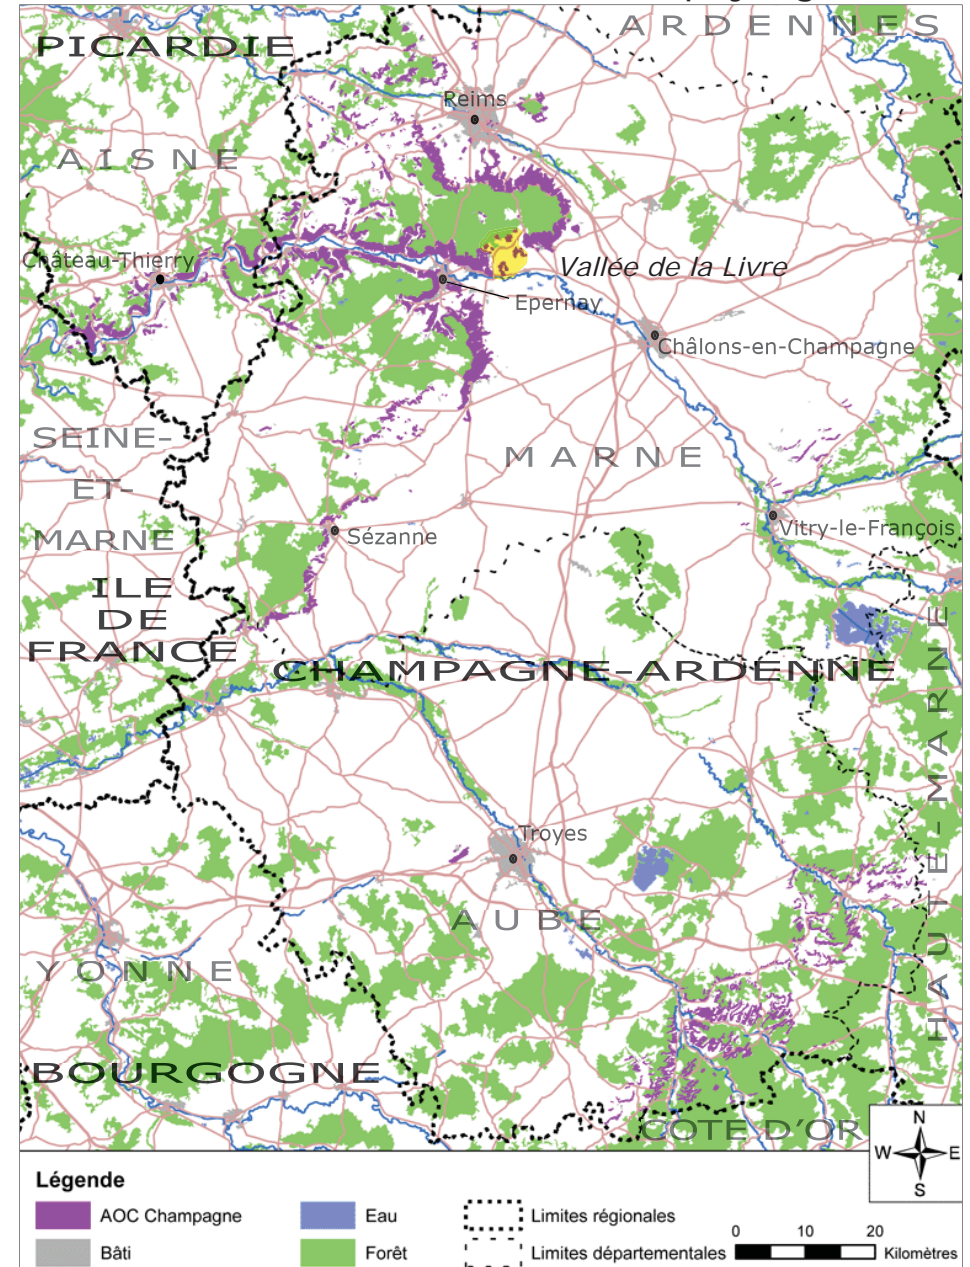 ARDENNES
PICARDIE
Reims
AISNE
Château-Thierry
Vallée de la Livre
Epernay
Châlons-en-Champagne
SEINE-
ET-
MARNE
MARNE
Sézanne
Vitry-le-François
ILE
DE
FRANCE
CHAMPAGNE-ARDENNE
HAUTE-MARNE
Troyes
AUBE
YONNE
BOURGOGNE
COTE D'OR
N
W E
S
Légende
AOC Champagne
Eau
Limites régionales
0 10 20
Bâti
Forêt
Limites départementales
Kilomètres